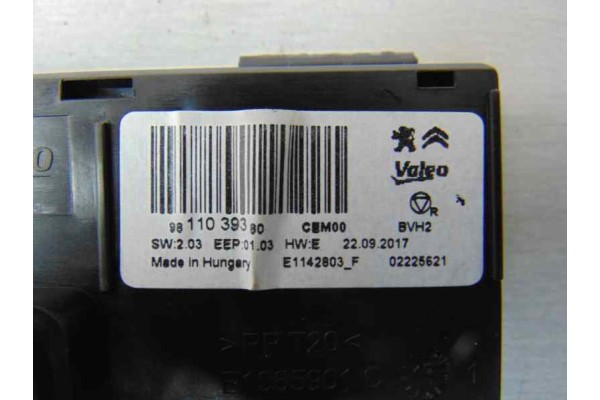 Valeo
R
98 110 393 80 CEM00 BVH2
SW:2.03 EEP:01.03 HW:E 22.09.2017
Made in Hungary E1142803_F 02225621
>PP T20<